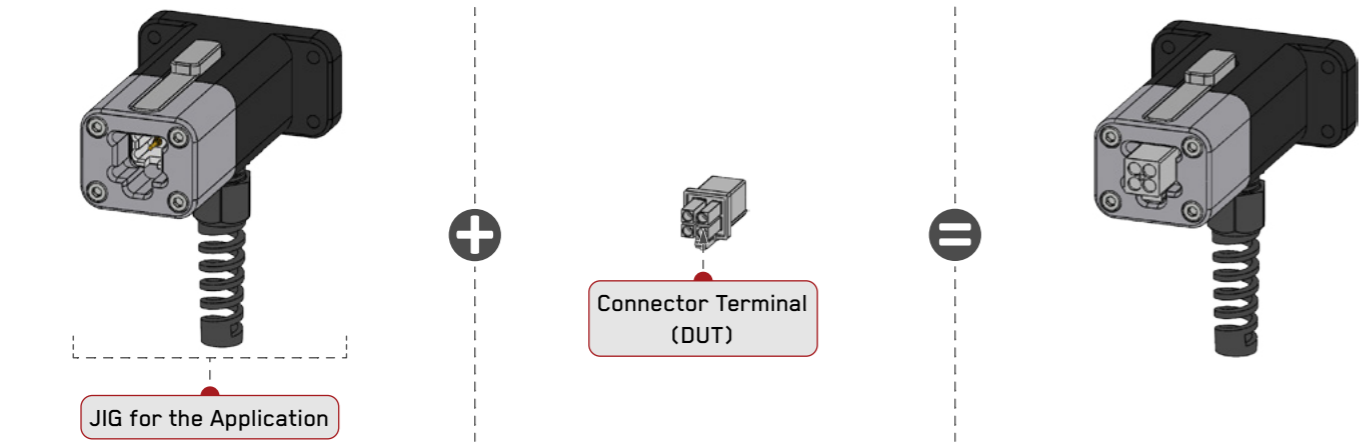 Connector Terminal
(DUT)
JIG for the Application